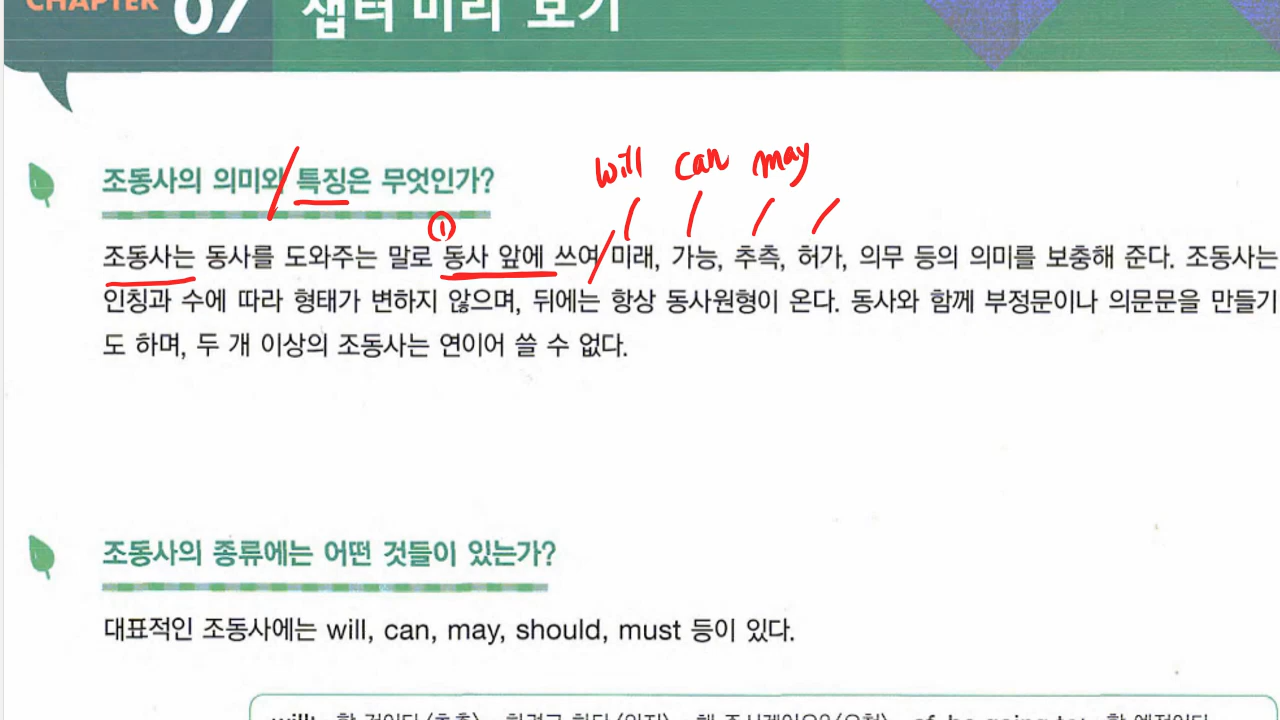 CHAPTER 07 챕터 미리 보기
조동사의 의미와 특징은 무엇인가?
will can may
①
조동사는 동사를 도와주는 말로 동사 앞에 쓰여 미래, 가능, 추측, 허가, 의무 등의 의미를 보충해 준다. 조동사는
인칭과 수에 따라 형태가 변하지 않으며, 뒤에는 항상 동사원형이 온다. 동사와 함께 부정문이나 의문문을 만들기
도 하며, 두 개 이상의 조동사는 연이어 쓸 수 없다.
조동사의 종류에는 어떤 것들이 있는가?
대표적인 조동사에는 will, can, may, should, must 등이 있다.